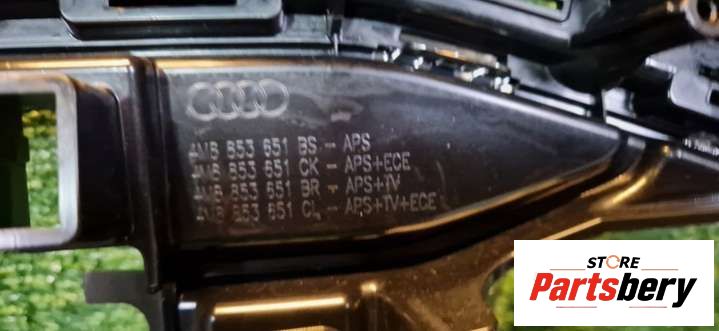 4M8 853 651 BS - APS
4M8 853 651 CK - APS+ECE
4M8 853 651 BR - APS+TV
4M8 853 651 CL - APS+TV+ECE
STORE
Partsbery